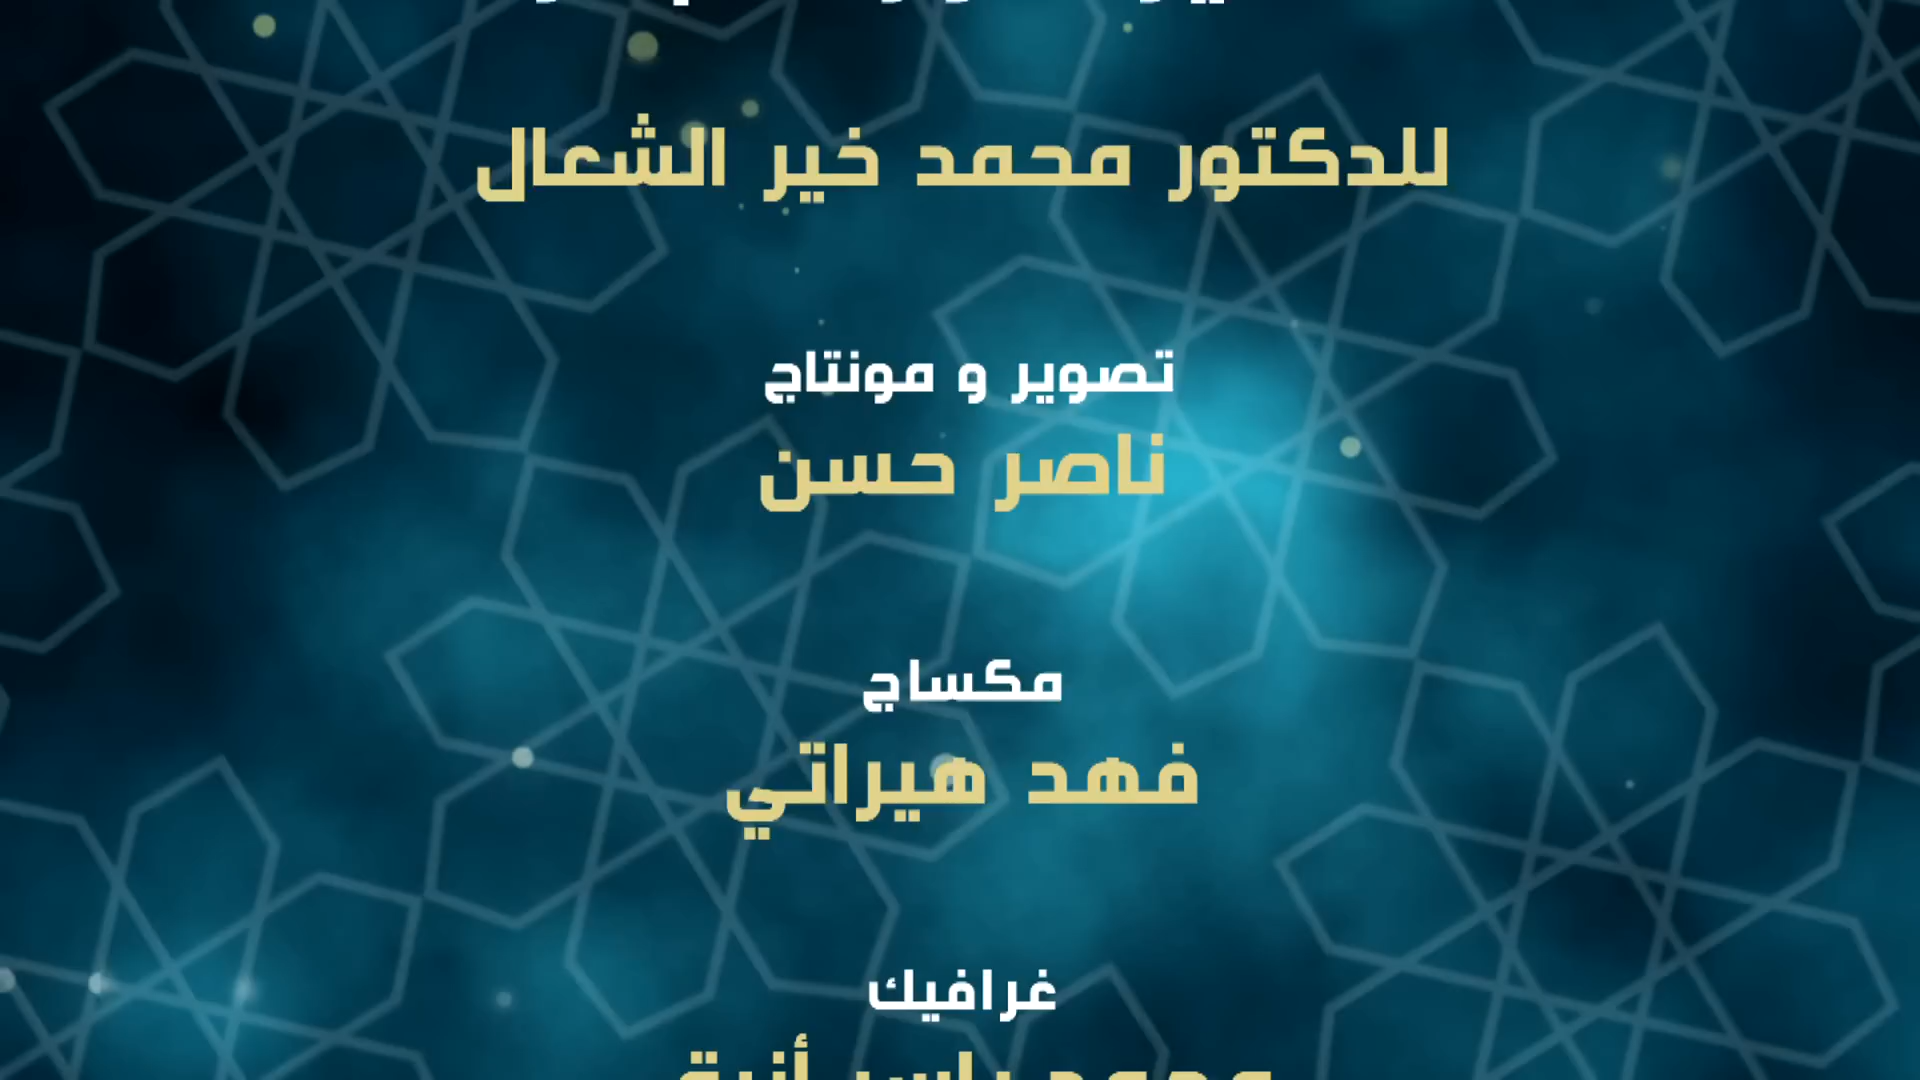 للدكتور محمد خير الشعال
تصوير و مونتاج
ناصر حسن
مكساج
فهد هيراتي
غرافيك